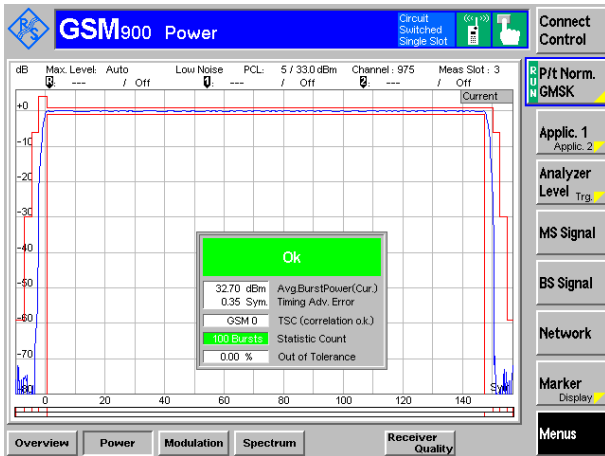 R S
GSM900 Power
Circuit Switched Single Slot
Connect Control
dB Max. Level: Auto Low Noise PCL: 5 / 33.0 dBm Channel : 975 Meas Slot : 3
--- / Off --- / Off --- / Off
Current
RUN
P/t Norm. GMSK
Applic. 1
Applic. 2
Analyzer Level Trg.
MS Signal
BS Signal
Network
Marker
Display
Menus
+0
-10
-20
-30
-40
-50
-60
-70
-80
Ok
32.70 dBm Avg.BurstPower(Cur.)
0.35 Sym. Timing Adv. Error
GSM 0 TSC (correlation o.k.)
100 Bursts Statistic Count
0.00 % Out of Tolerance
0 20 40 60 80 100 120 140
Overview Power Modulation Spectrum Receiver Quality